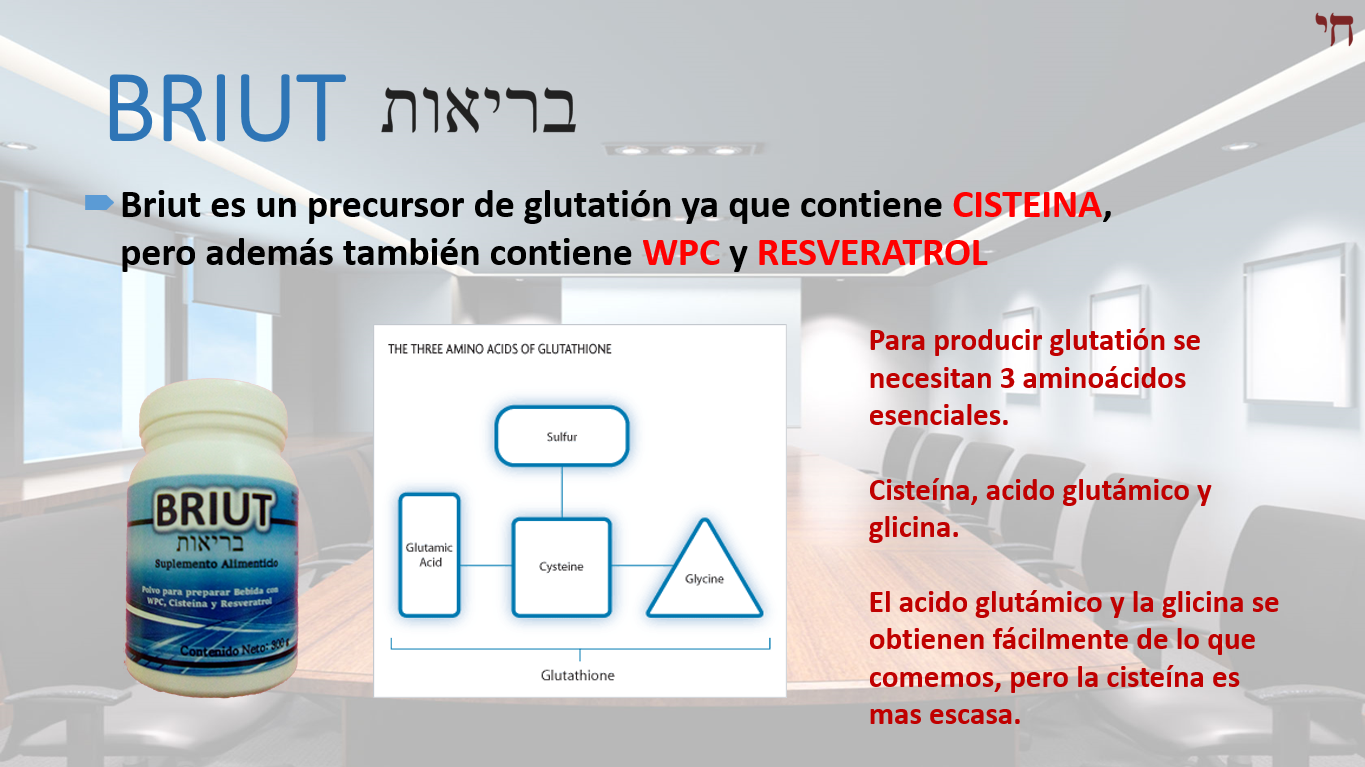 חי
BRIUT בריאות
Briut es un precursor de glutatión ya que contiene CISTEINA,
pero además también contiene WPC y RESVERATROL
THE THREE AMINO ACIDS OF GLUTATHIONE
Sulfur
Glutamic
Acid
Cysteine
Glycine
Glutathione
BRIUT
בריאות
Suplemento Alimenticio
Polvo para preparar Bebida con
WPC, Cisteína y Resveratrol
Contenido Neto: 300 g
Para producir glutatión se
necesitan 3 aminoácidos
esenciales.
Cisteína, acido glutámico y
glicina.
El acido glutámico y la glicina se
obtienen fácilmente de lo que
comemos, pero la cisteína es
mas escasa.